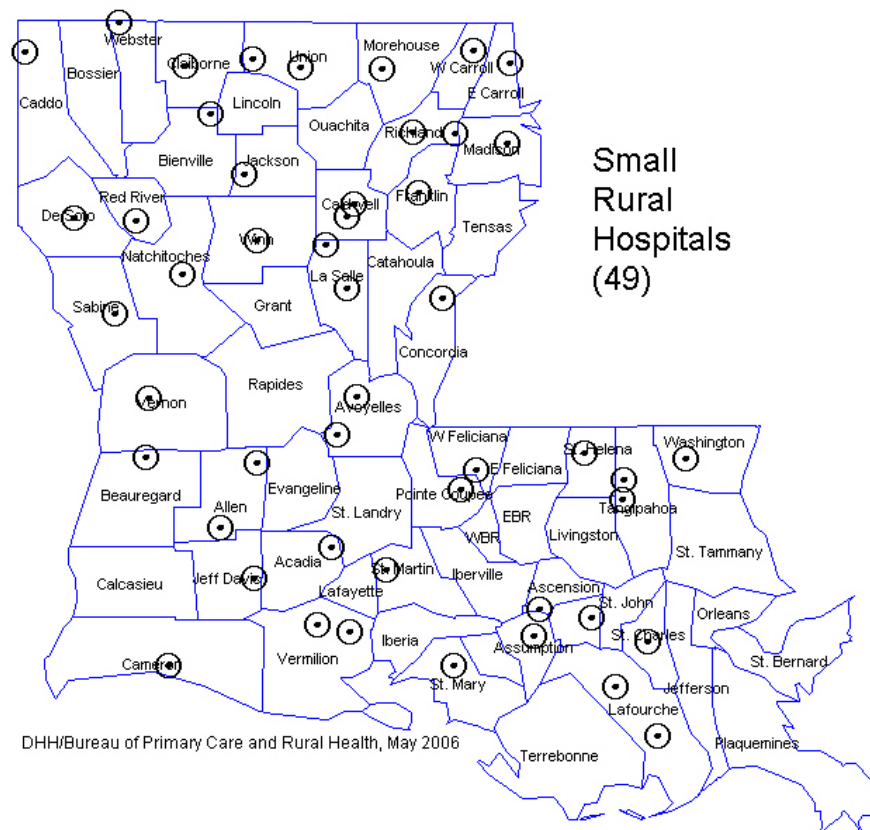 Webster
Morehouse
Union
Claiborne
W Carroll
Bossier
E Carroll
Caddo
Lincoln
Ouachita
Richland
Madison
Bienville
Jackson
Red River
Caldwell
Franklin
De Soto
Tensas
Winn
Natchitoches
Catahoula
La Salle
Sabine
Grant
Concordia
Rapides
Vernon
Avoyelles
Small
Rural
Hospitals
(49)
W Feliciana
St. Helena
Washington
E Feliciana
Beauregard
Evangeline
Pointe Coupee
Allen
St. Landry
EBR
Tangipahoa
WBR
Livingston
St. Tammany
Acadia
Calcasieu
Jeff Davis
St. Martin
Iberville
Lafayette
Ascension
St. John
Orleans
St. Charles
Iberia
Assumption
Vermilion
St. Bernard
Cameron
St. Mary
Jefferson
Lafourche
DHH/Bureau of Primary Care and Rural Health, May 2006
Plaquemines
Terrebonne